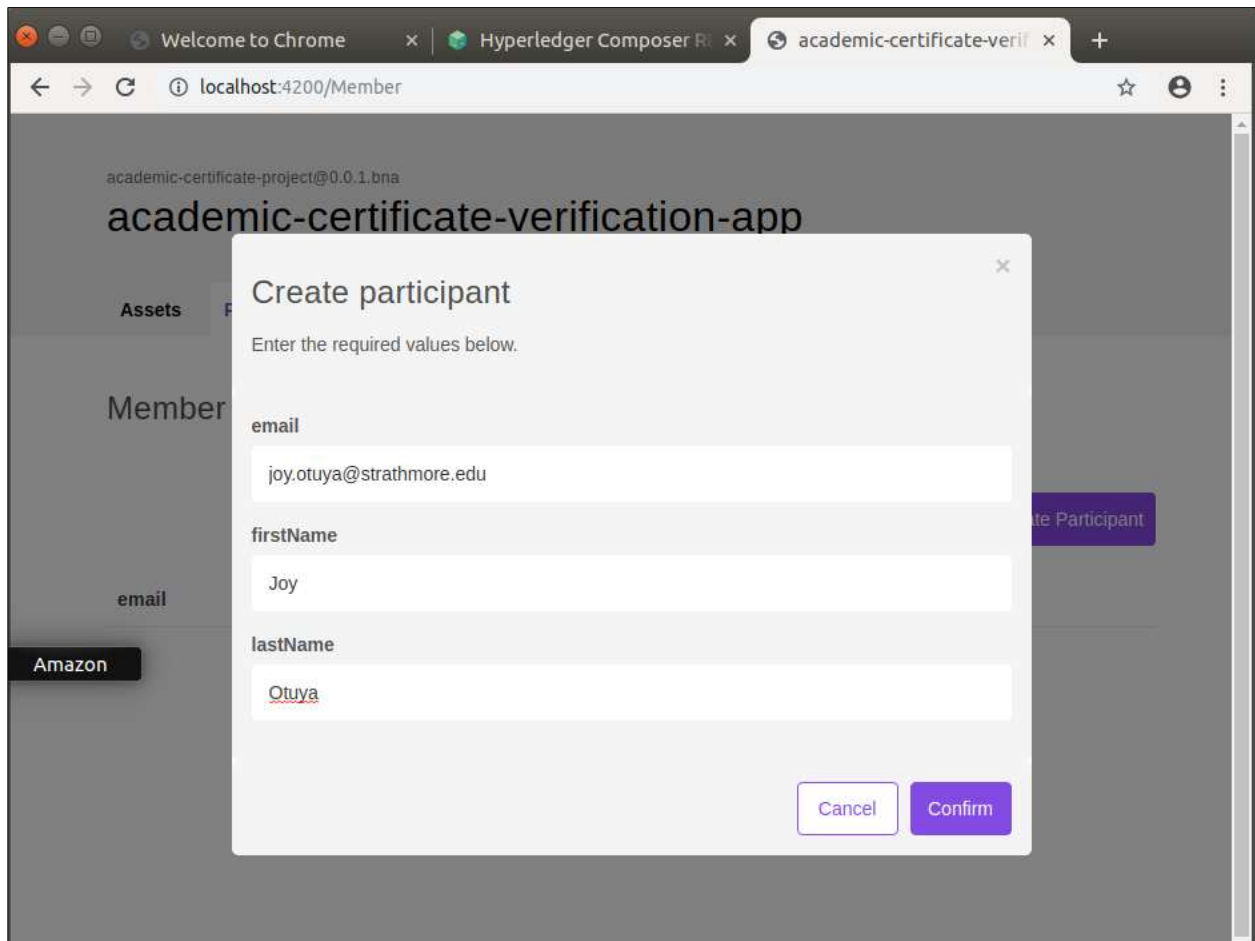 Welcome to Chrome
Hyperledger Composer R
academic-certificate-verif
localhost:4200/Member
academic-certificate-project@0.0.1.bna
academic-certificate-verification-app
Assets
Create participant
Enter the required values below.
Member
email
joy.otuya@strathmore.edu
firstName
Joy
lastName
Otuya
Cancel
Confirm
Participant
email
Amazon